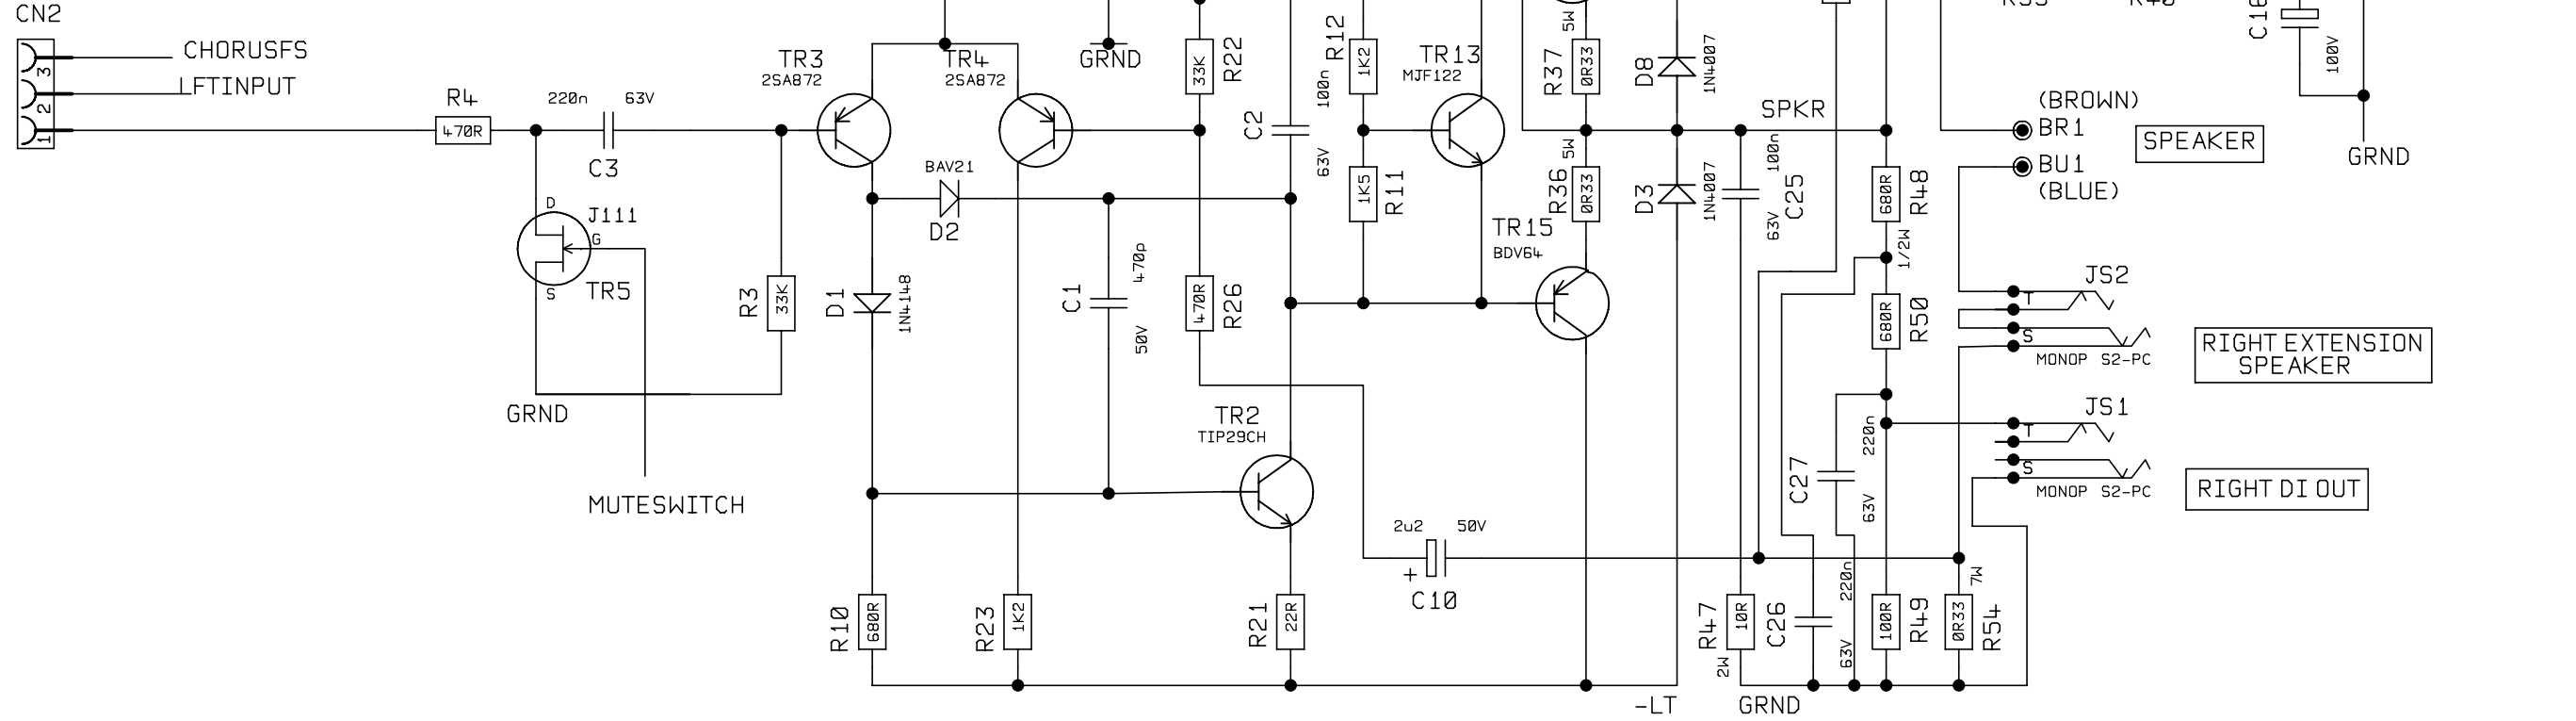 CN2
CHORUSFS
LFTINPUT
3
2
1
R4
470R
220n
63V
C3
D
J111
G
S
TR5
GRND
MUTESWITCH
R3
33K
TR3
2SA872
TR4
2SA872
BAV21
D2
D1
1N4148
R10
680R
R23
1K2
GRND
C1
470p
50V
R22
33K
R26
470R
TR2
TIP29CH
R21
22R
C2
100n
63V
R12
1K2
R11
1K5
TR13
MJF122
TR15
BDV64
2u2
50V
+
C10
5W
R37
0R33
5W
R36
0R33
D8
1N4007
D3
1N4007
-LT
SPKR
100n
C25
63V
R47
10R
2W
GRND
C26
220n
63V
C27
220n
63V
R48
680R
1/2W
R50
680R
R49
100R
7W
0R33
R54
(BROWN)
BR1
BU1
(BLUE)
SPEAKER
C16
100V
GRND
JS2
T
S
MONOP S2-PC
RIGHT EXTENSION
SPEAKER
JS1
T
S
MONOP S2-PC
RIGHT DI OUT